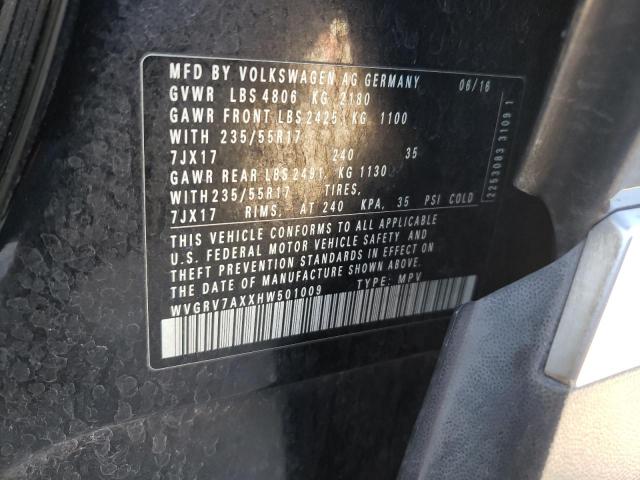 MFD BY VOLKSWAGEN AG GERMANY 06/16
GVWR LBS 4806 KG 2180
GAWR FRONT LBS 2425 KG 1100
WITH 235/55R17
7JX17 240 35
GAWR REAR LBS 2491 KG 1130
WITH 235/55R17 TIRES,
7JX17 RIMS, AT 240 KPA, 35 PSI COLD
THIS VEHICLE CONFORMS TO ALL APPLICABLE
U.S. FEDERAL MOTOR VEHICLE SAFETY AND
THEFT PREVENTION STANDARDS IN EFFECT ON
THE DATE OF MANUFACTURE SHOWN ABOVE.
WVGRV7AXXHW501009 TYPE: MPV
2253083 3109 1